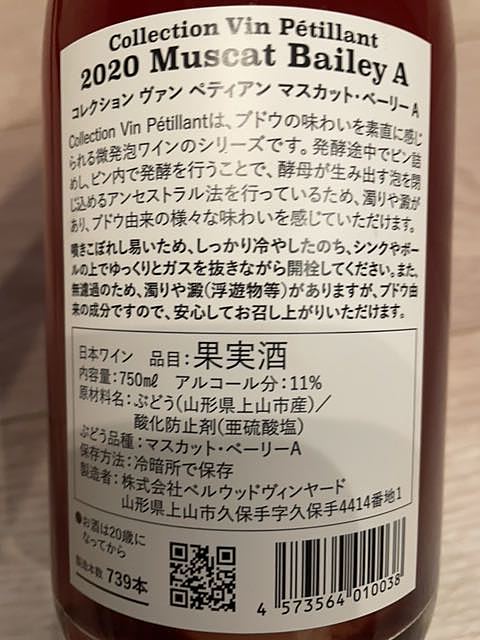 Collection Vin Pétillant
2020 Muscat Bailey A
コレクション ヴァン ペティアン マスカット・ベーリーA
Collection Vin Pétillantは、ブドウの味わいを素直に感じ
られる微発泡ワインのシリーズです。発酵途中でビン詰
めし、ビン内で発酵を行うことで、酵母が生み出す泡を閉
じ込めるアンセストラル法を行っているため、濁りや澱が
あり、ブドウ由来の様々な味わいを感じていただけます。
噴きこぼれし易いため、しっかり冷やしたのち、シンクやボー
ルの上でゆっくりとガスを抜きながら開栓してください。また、
無濾過のため、濁りや澱(浮遊物等)がありますが、ブドウ由
来の成分ですので、安心してお召し上がりいただけます。
日本ワイン 品目:果実酒
内容量:750mℓ アルコール分:11%
原材料名:ぶどう(山形県上山市産)/
酸化防止剤(亜硫酸塩)
ぶどう品種:マスカット・ベーリーA
保存方法:冷暗所で保存
製造者:株式会社ベルウッドヴィンヤード
山形県上山市久保手字久保手4414番地1
●お酒は20歳に
なってから
製造本数 739本
4 573564 010038